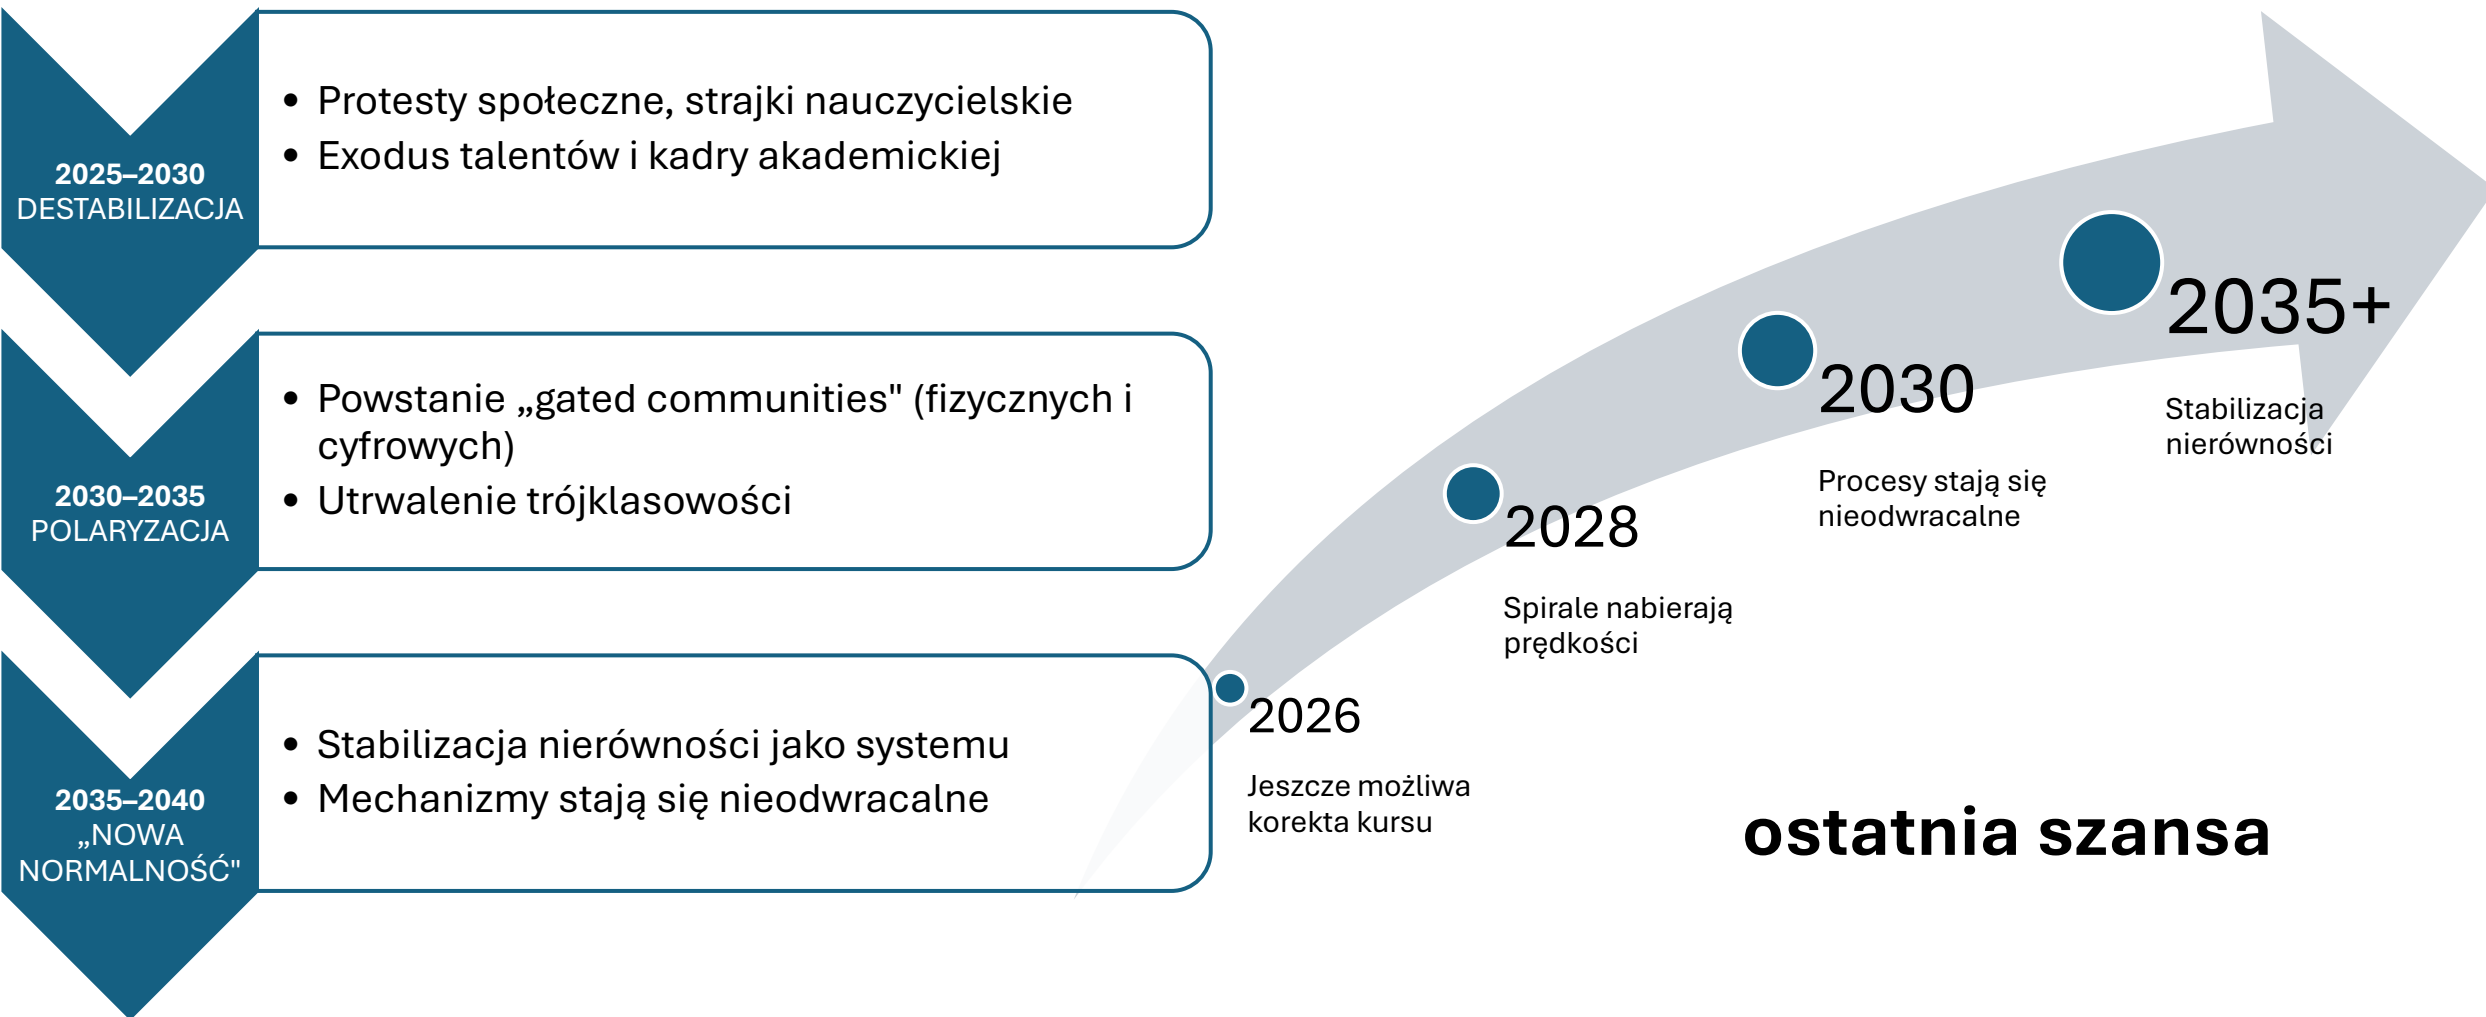 2025–2030
DESTABILIZACJA
• Protesty społeczne, strajki nauczycielskie
• Exodus talentów i kadry akademickiej
2030–2035
POLARYZACJA
• Powstanie „gated communities" (fizycznych i
cyfrowych)
• Utrwalenie trójklasowości
2035–2040
„NOWA
NORMALNOŚĆ"
• Stabilizacja nierówności jako systemu
• Mechanizmy stają się nieodwracalne
2026
Jeszcze możliwa
korekta kursu
2028
Spirale nabierają
prędkości
2030
Procesy stają się
nieodwracalne
2035+
Stabilizacja
nierówności
ostatnia szansa